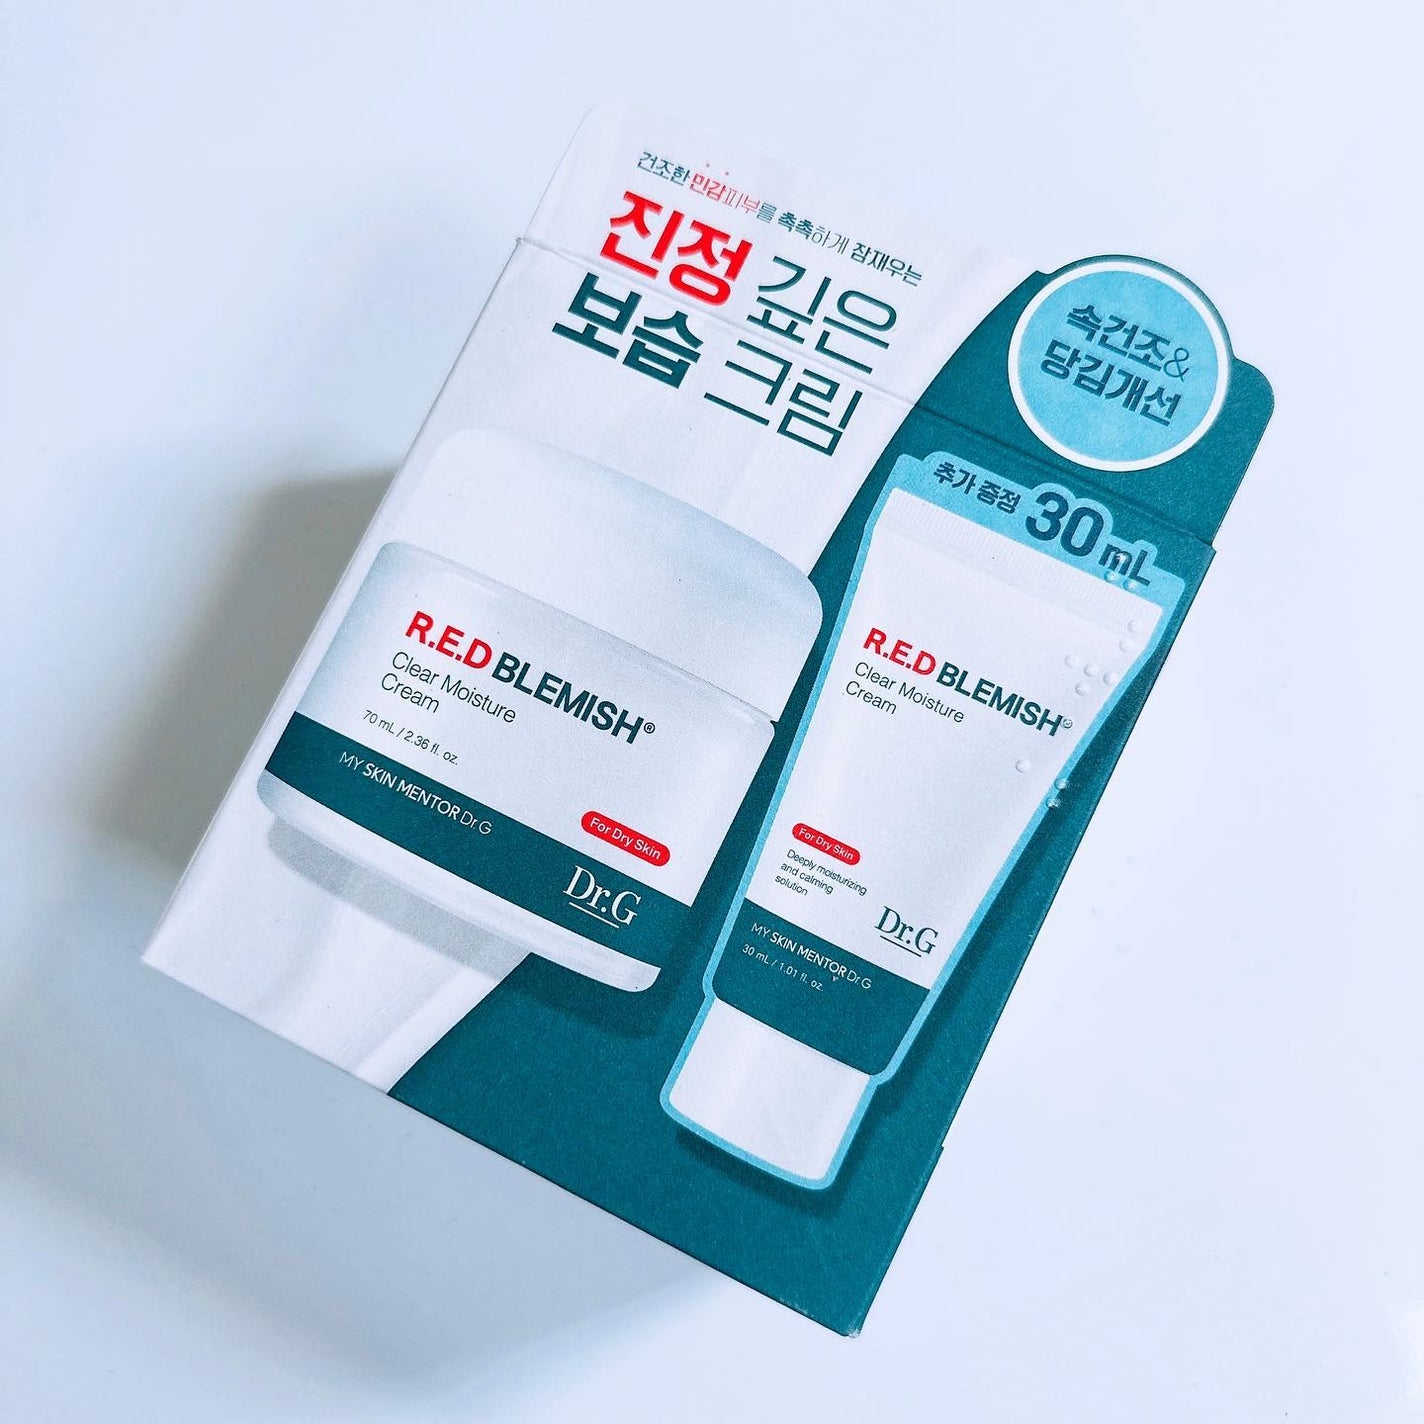 건조한 민감피부를 촉촉하게 잠재우는
진정 깊은
보습 크림
속건조&
당김개선
추가 증정 30mL
R.E.D BLEMISH®
Clear Moisture
Cream
70 mL / 2.36 fl. oz.
MY SKIN MENTOR Dr.G
For Dry Skin
Dr.G
R.E.D BLEMISH®
Clear Moisture
Cream
For Dry Skin
Deeply moisturizing
and calming
solution
Dr.G
MY SKIN MENTOR Dr.G
30 mL / 1.01 fl. oz.